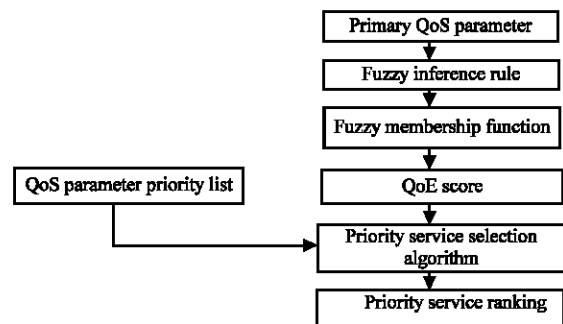 Primary QoS parameter
Fuzzy inference rule
Fuzzy membership function
QoS parameter priority list
QoE score
Priority service selection
algorithm
Priority service ranking